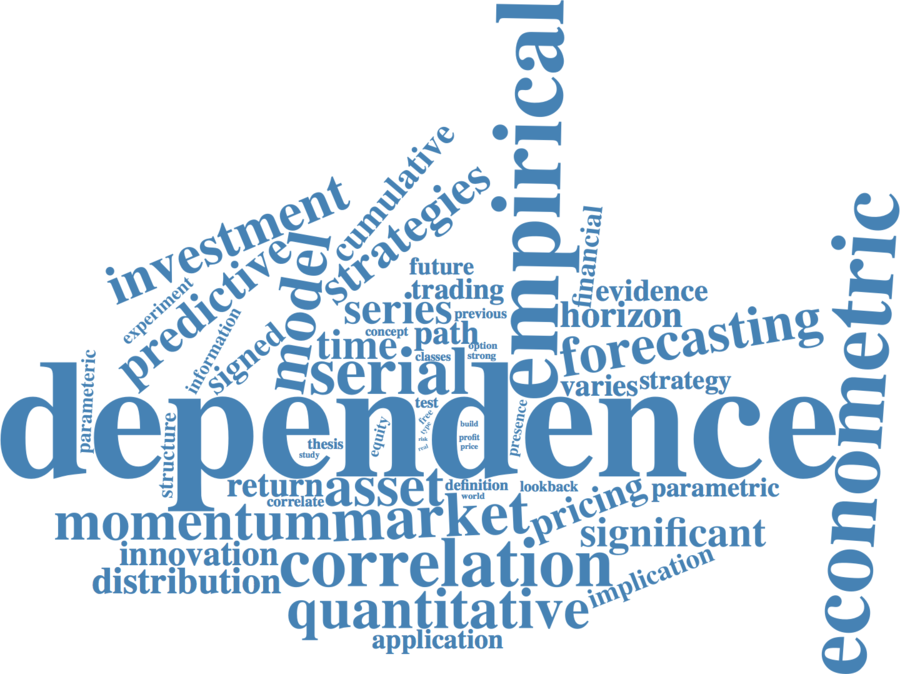 empirical
cumulative
strategies
investment
predictive
model
experiment
information
signed
financial
econometric
future
trading
evidence
series
previous
horizon
concept
path
forecasting
time
option
classes
strong
serial
varies
strategy
parameteric
dependence
test
free
type
risk
real
build
profit
price
presence
equity
structure
thesis
study
return
asset
definition
lookback
parametric
correlate
world
pricing
momentum
market
significant
innovation
correlation
implication
distribution
quantitative
application